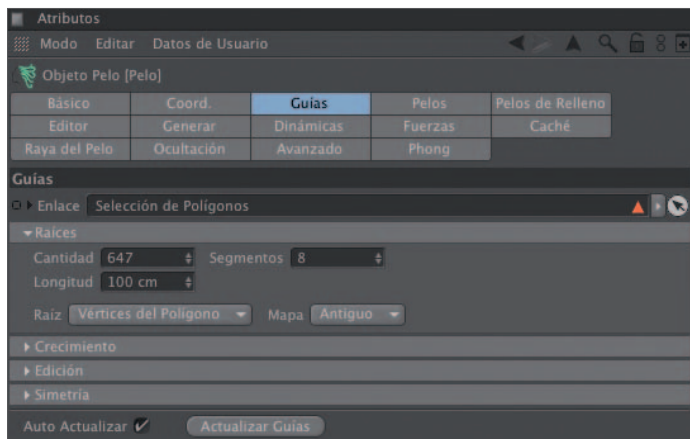 Atributos
Modo Editar Datos de Usuario
Objeto Pelo [Pelo]
Básico Coord. Guías Pelos Pelos de Relleno
Editor Generar Dinámicas Fuerzas Caché
Raya del Pelo Ocultación Avanzado Phong
Guías
Enlace Selección de Polígonos
Raíces
Cantidad 647 Segmentos 8
Longitud 100 cm
Raíz Vértices del Polígono Mapa Antiguo
Crecimiento
Edición
Simetría
Auto Actualizar Actualizar Guías